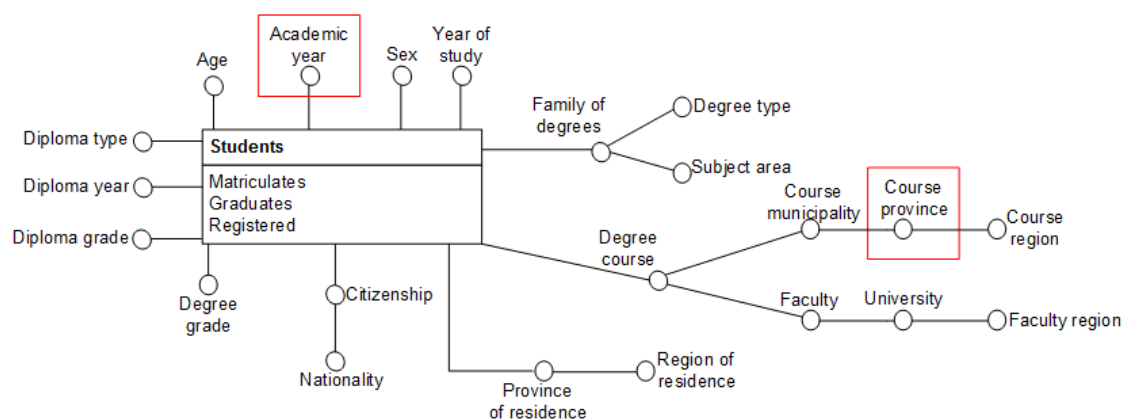 Academic
year
Year of
study
Sex
Age
Family of
degrees
Degree type
Diploma type
Students
Subject area
Diploma year
Matriculates
Graduates
Registered
Course
municipality
Course
province
Course
region
Diploma grade
Degree
course
Degree
grade
Citizenship
Faculty
University
Faculty region
Nationality
Province
of residence
Region of
residence